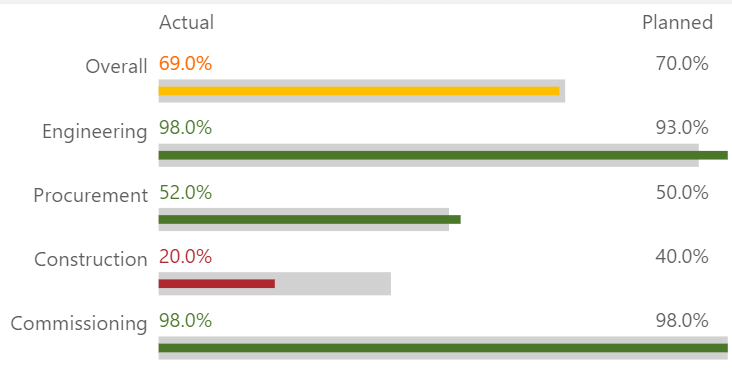 Actual Planned
Overall 69.0% 70.0%
Engineering 98.0% 93.0%
Procurement 52.0% 50.0%
Construction 20.0% 40.0%
Commissioning 98.0% 98.0%